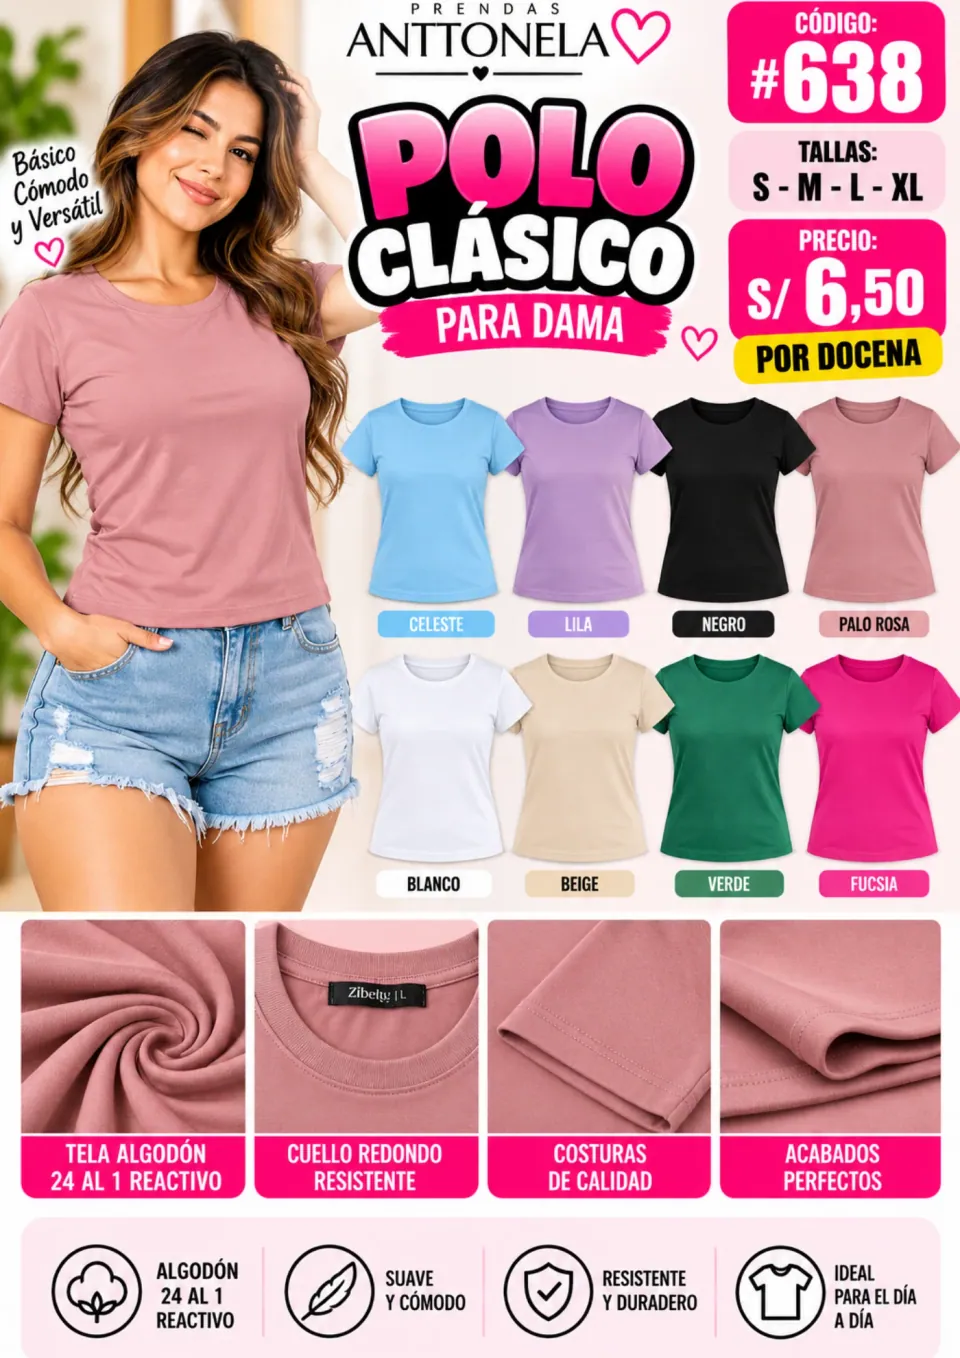 PRENDAS
ANTTONELA
Básico
Cómodo
y Versátil
POLO
CLÁSICO
PARA DAMA
CÓDIGO:
#638
TALLAS:
S - M - L - XL
PRECIO:
S/ 6,50
POR DOCENA
CELESTE
LILA
NEGRO
PALO ROSA
BLANCO
BEIGE
VERDE
FUCSIA
Zibely | L
TELA ALGODÓN
24 AL 1 REACTIVO
CUELLO REDONDO
RESISTENTE
COSTURAS
DE CALIDAD
ACABADOS
PERFECTOS
ALGODÓN
24 AL 1
REACTIVO
SUAVE
Y CÓMODO
RESISTENTE
Y DURADERO
IDEAL
PARA EL DÍA
A DÍA